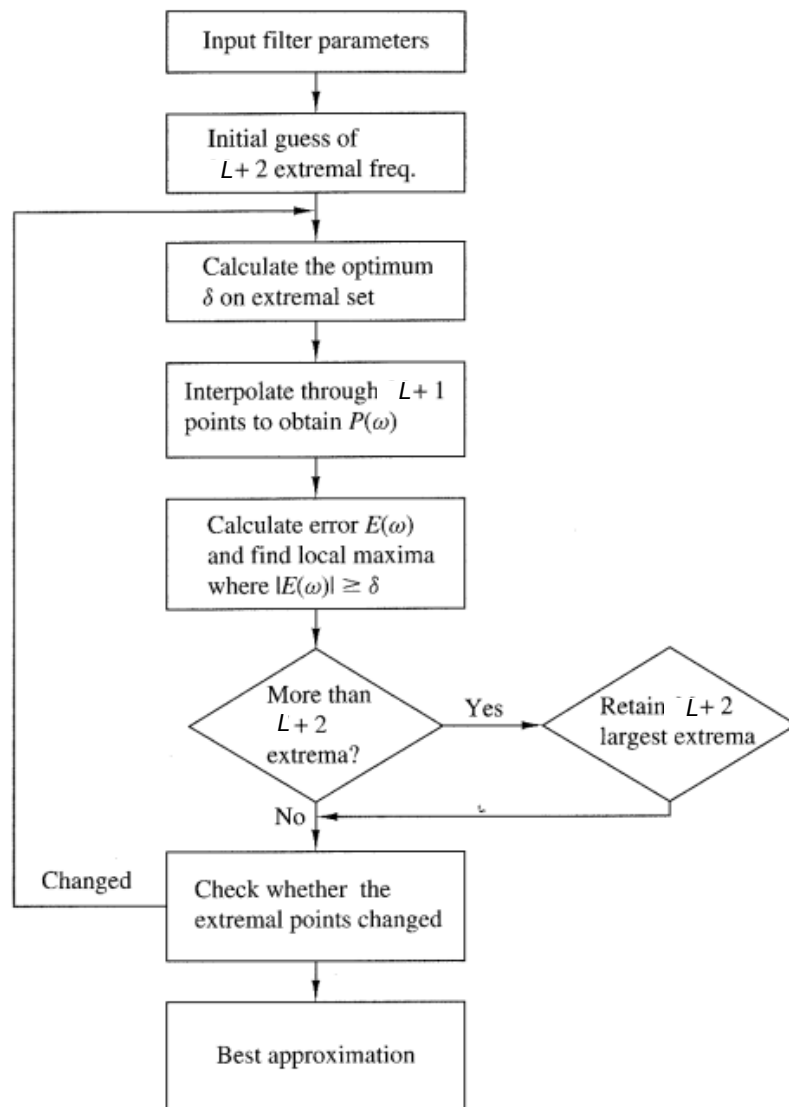 Input filter parameters
Initial guess of
L + 2 extremal freq.
Calculate the optimum
δ on extremal set
Interpolate through L + 1
points to obtain P(ω)
Calculate error E(ω)
and find local maxima
where |E(ω)| ≥ δ
More than
L + 2
extrema?
Yes
Retain L + 2
largest extrema
No
Changed
Check whether the
extremal points changed
Best approximation